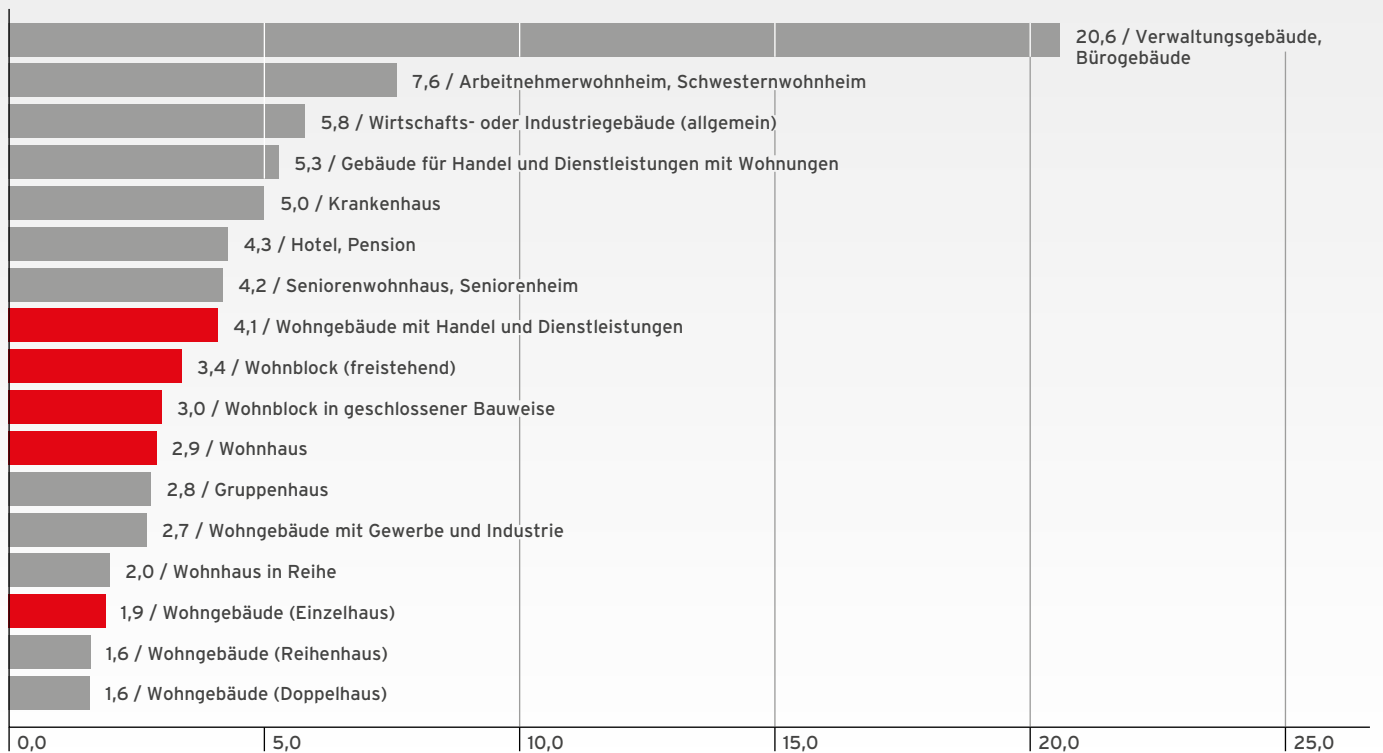 20,6 / Verwaltungsgebäude,
Bürogebäude
7,6 / Arbeitnehmerwohnheim, Schwesternwohnheim
5,8 / Wirtschafts- oder Industriegebäude (allgemein)
5,3 / Gebäude für Handel und Dienstleistungen mit Wohnungen
5,0 / Krankenhaus
4,3 / Hotel, Pension
4,2 / Seniorenwohnhaus, Seniorenheim
4,1 / Wohngebäude mit Handel und Dienstleistungen
3,4 / Wohnblock (freistehend)
3,0 / Wohnblock in geschlossener Bauweise
2,9 / Wohnhaus
2,8 / Gruppenhaus
2,7 / Wohngebäude mit Gewerbe und Industrie
2,0 / Wohnhaus in Reihe
1,9 / Wohngebäude (Einzelhaus)
1,6 / Wohngebäude (Reihenhaus)
1,6 / Wohngebäude (Doppelhaus)
0,0 5,0 10,0 15,0 20,0 25,0